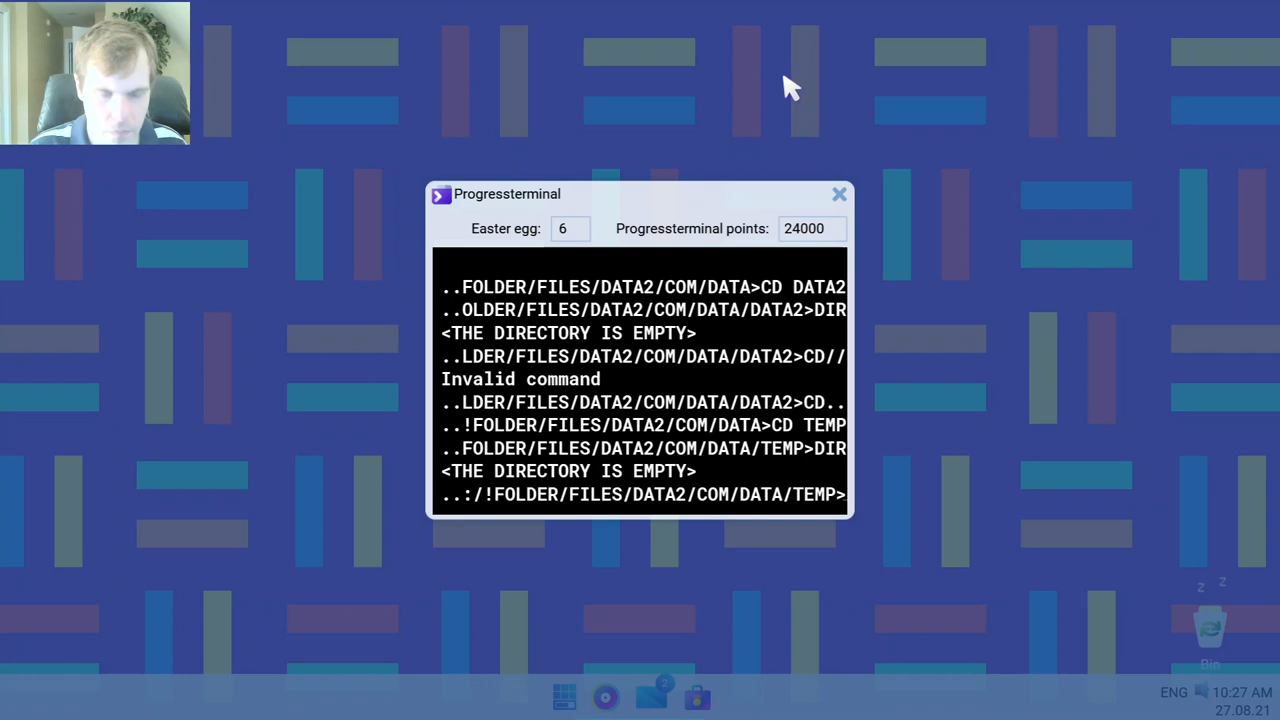 Progressterminal
Easter egg: 6 Progressterminal points: 24000
..FOLDER/FILES/DATA2/COM/DATA>CD DATA2
..OLDER/FILES/DATA2/COM/DATA/DATA2>DIR
<THE DIRECTORY IS EMPTY>
..LDER/FILES/DATA2/COM/DATA/DATA2>CD//
Invalid command
..LDER/FILES/DATA2/COM/DATA/DATA2>CD..
..!FOLDER/FILES/DATA2/COM/DATA>CD TEMP
..FOLDER/FILES/DATA2/COM/DATA/TEMP>DIR
<THE DIRECTORY IS EMPTY>
..:/!FOLDER/FILES/DATA2/COM/DATA/TEMP>
z z
Bin
2
ENG 10:27 AM
27.08.21